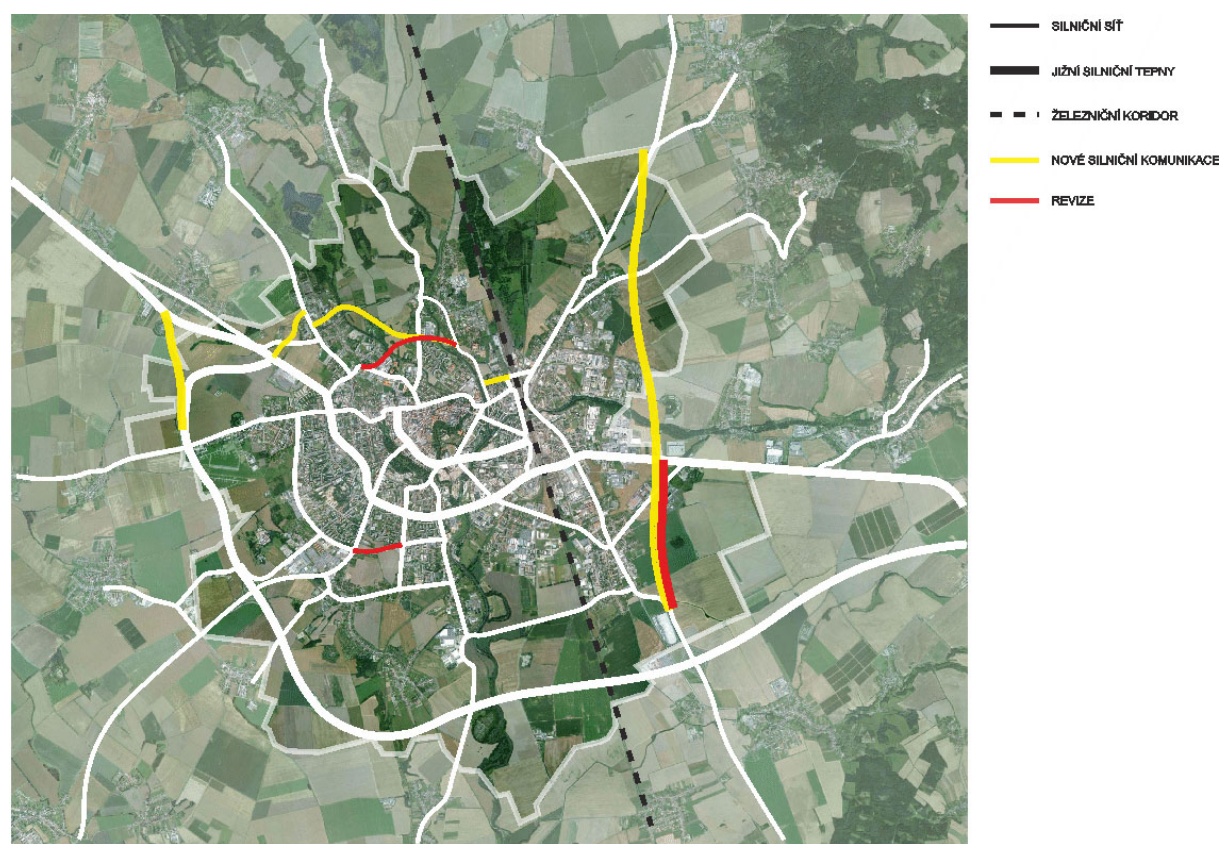 SILNIČNÍ SÍŤ
JIŽNÍ SILNIČNÍ TEPNY
ŽELEZNIČNÍ KORIDOR
NOVÉ SILNIČNÍ KOMUNIKACE
REVIZE